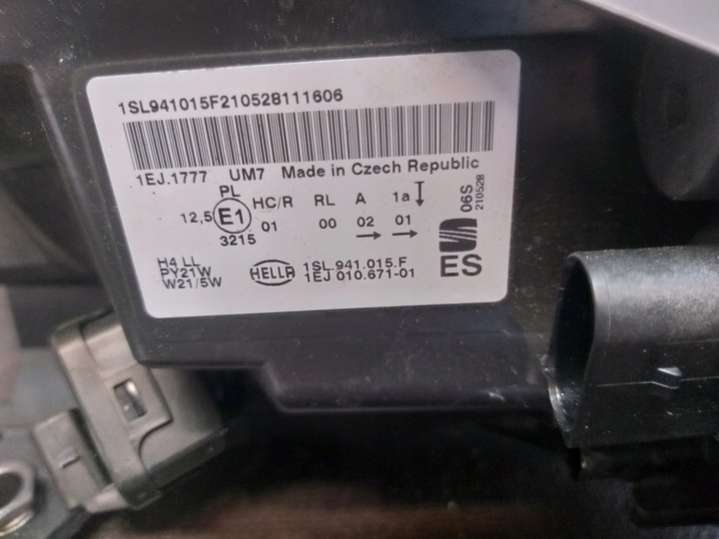 1SL941015F210528111606
1EJ.1777 UM7 Made in Czech Republic
PL
12,5 E1 HC/R RL A 1a
3215 01 00 02 01
06S
210528
H4 LL
PY21W
W21/5W
HELLA
1SL.941.015.F
1EJ 010.671-01
ES